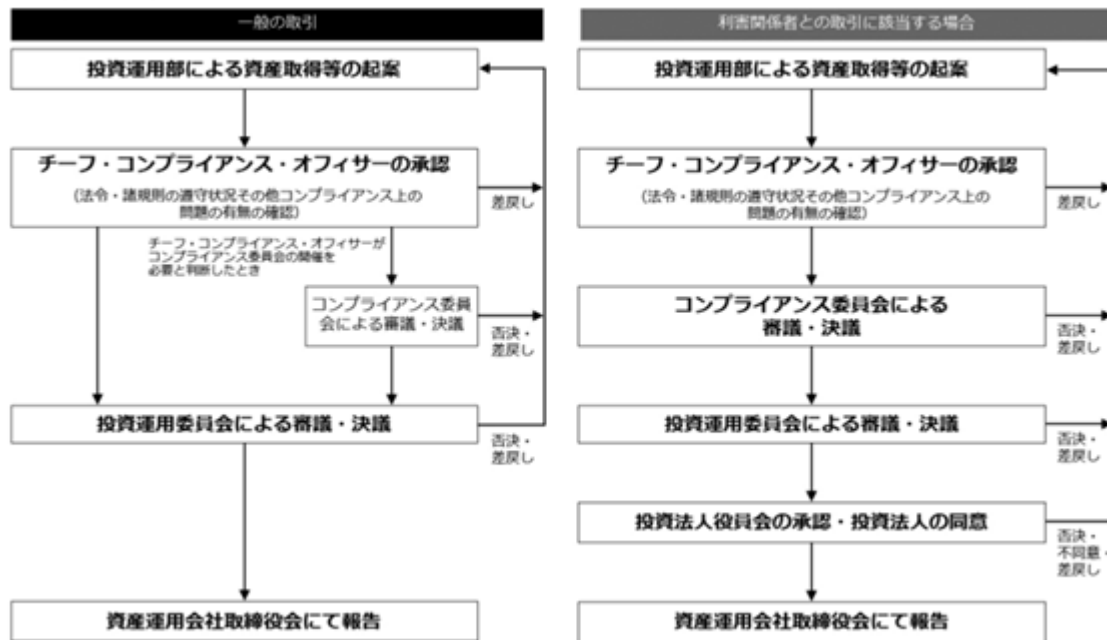 一般の取引
投資運用部による資産取得等の起案
チーフ・コンプライアンス・オフィサーの承認
(法令・諸規則の遵守状況その他コンプライアンス上の
問題の有無の確認)
差戻し
チーフ・コンプライアンス・オフィサーが
コンプライアンス委員会の開催を
必要と判断したとき
コンプライアンス委員
会による審議・決議
否決・
差戻し
投資運用委員会による審議・決議
否決・
差戻し
資産運用会社取締役会にて報告
利害関係者との取引に該当する場合
投資運用部による資産取得等の起案
チーフ・コンプライアンス・オフィサーの承認
(法令・諸規則の遵守状況その他コンプライアンス上の
問題の有無の確認)
差戻し
コンプライアンス委員会による
審議・決議
否決・
差戻し
投資運用委員会による審議・決議
否決・
差戻し
投資法人役員会の承認・投資法人の同意
否決・
不同意・
差戻し
資産運用会社取締役会にて報告